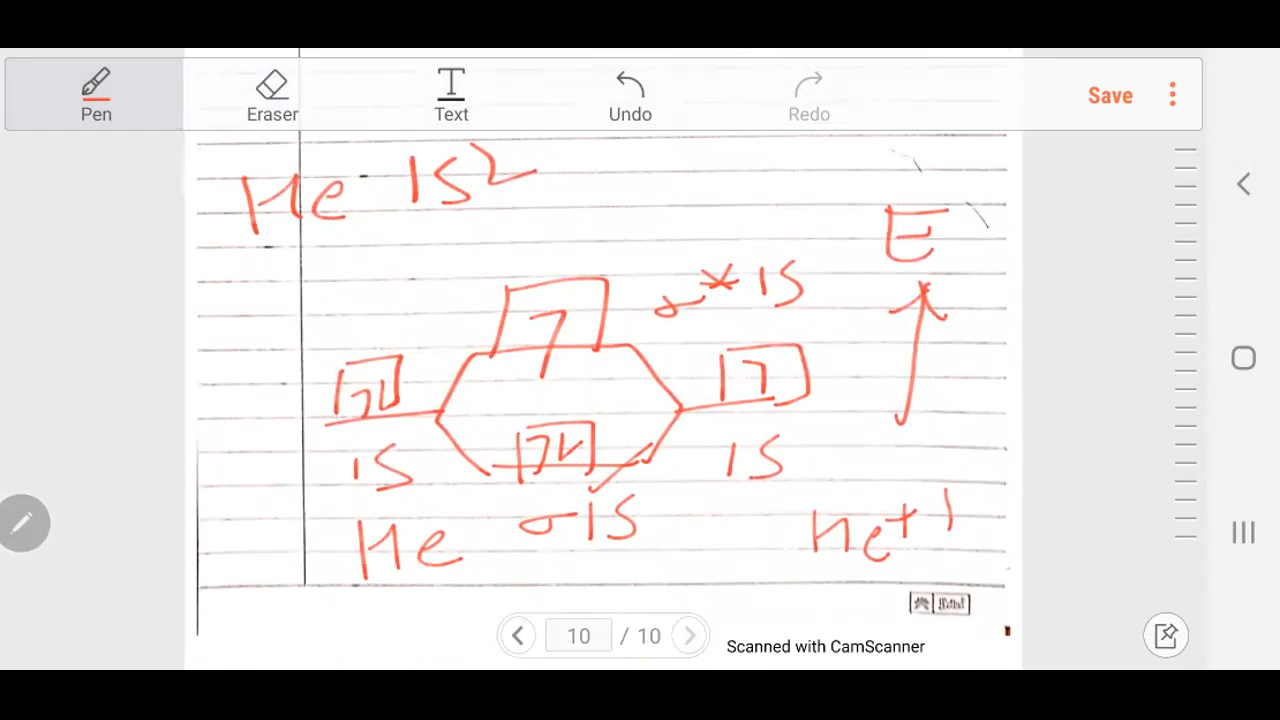 Pen Eraser Text Undo Redo Save
He 1S2
E
σ* 1S
1S 1S
He σ1S He+1
10 / 10
Scanned with CamScanner